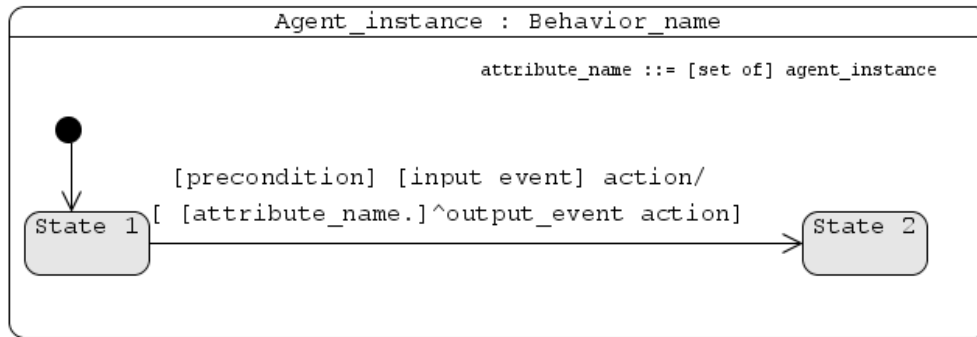 Agent_instance : Behavior_name
attribute_name ::= [set of] agent_instance
[precondition] [input event] action/
[ [attribute_name.]^output_event action]
State 1
State 2